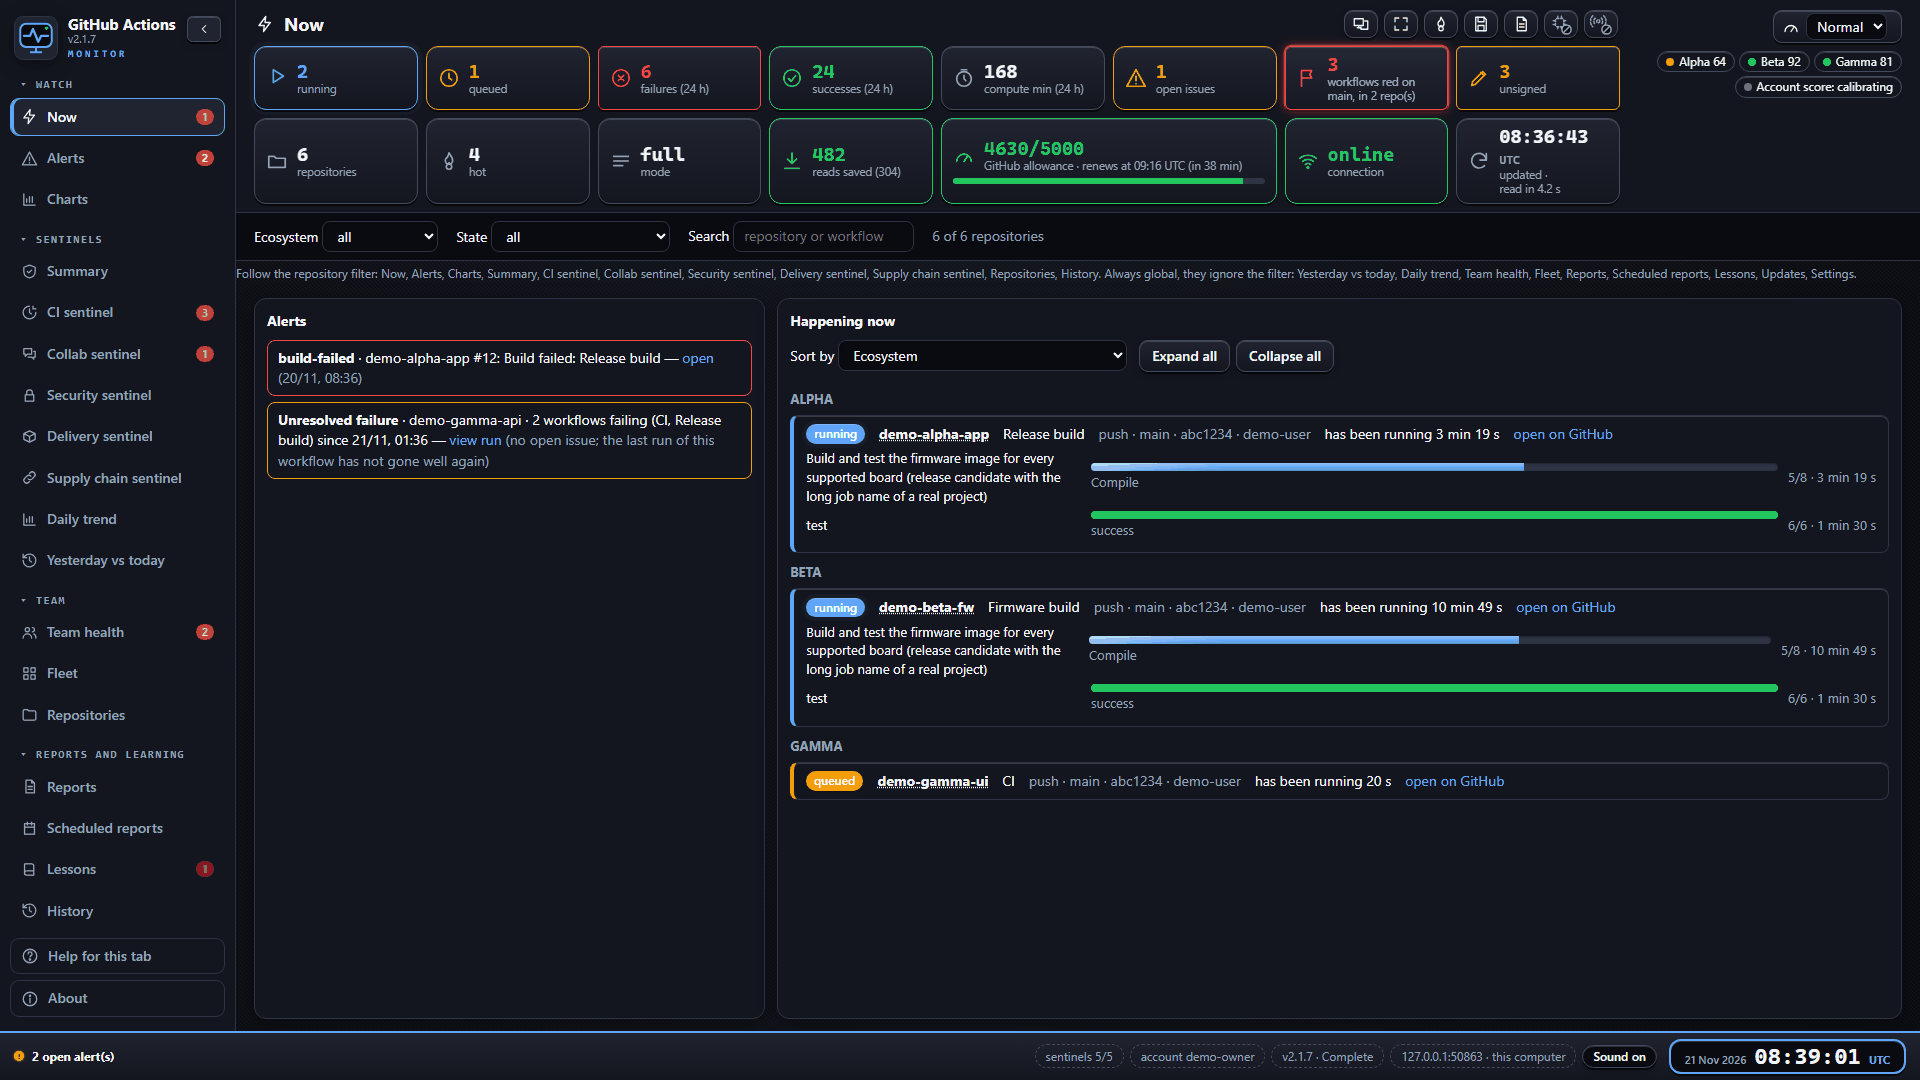 GitHub Actions
v2.1.7
MONITOR
WATCH
Now 1
Alerts 2
Charts
SENTINELS
Summary
CI sentinel 3
Collab sentinel 1
Security sentinel
Delivery sentinel
Supply chain sentinel
Daily trend
Yesterday vs today
TEAM
Team health 2
Fleet
Repositories
REPORTS AND LEARNING
Reports
Scheduled reports
Lessons 1
History
Help for this tab
About
Now
Normal
2
running
1
queued
6
failures (24 h)
24
successes (24 h)
168
compute min (24 h)
1
open issues
3
workflows red on
main, in 2 repo(s)
3
unsigned
Alpha 64
Beta 92
Gamma 81
Account score: calibrating
6
repositories
4
hot
full
mode
482
reads saved (304)
4630/5000
GitHub allowance · renews at 09:16 UTC (in 38 min)
online
connection
08:36:43
UTC
updated ·
read in 4.2 s
Ecosystem all State all Search repository or workflow 6 of 6 repositories
Follow the repository filter: Now, Alerts, Charts, Summary, CI sentinel, Collab sentinel, Security sentinel, Delivery sentinel, Supply chain sentinel, Repositories, History. Always global, they ignore the filter: Yesterday vs today, Daily trend, Team health, Fleet, Reports, Scheduled reports, Lessons, Updates, Settings.
Alerts
build-failed · demo-alpha-app #12: Build failed: Release build — open
(20/11, 08:36)
Unresolved failure · demo-gamma-api · 2 workflows failing (CI, Release
build) since 21/11, 01:36 — view run (no open issue; the last run of this
workflow has not gone well again)
Happening now
Sort by Ecosystem Expand all Collapse all
ALPHA
running demo-alpha-app Release build push · main · abc1234 · demo-user has been running 3 min 19 s open on GitHub
Build and test the firmware image for every
supported board (release candidate with the
long job name of a real project)
Compile
5/8 · 3 min 19 s
test
success
6/6 · 1 min 30 s
BETA
running demo-beta-fw Firmware build push · main · abc1234 · demo-user has been running 10 min 49 s open on GitHub
Build and test the firmware image for every
supported board (release candidate with the
long job name of a real project)
Compile
5/8 · 10 min 49 s
test
success
6/6 · 1 min 30 s
GAMMA
queued demo-gamma-ui CI push · main · abc1234 · demo-user has been running 20 s open on GitHub
2 open alert(s)
sentinels 5/5
account demo-owner
v2.1.7 · Complete
127.0.0.1:50863 · this computer
Sound on
21 Nov 2026 08:39:01 UTC